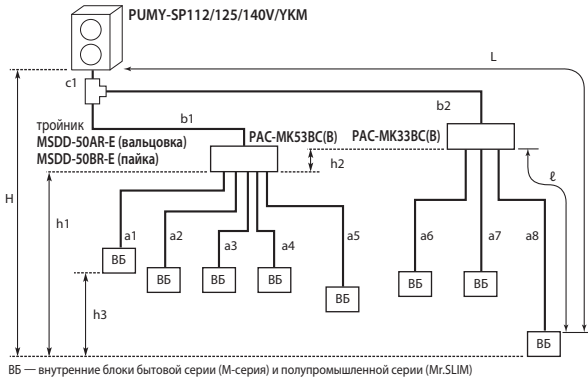 PUMY-SP112/125/140V/YKM
L
c1
b1
b2
тройник
MSDD-50AR-E (вальцовка)
MSDD-50BR-E (пайка)
PAC-MK53BC(B)
PAC-MK33BC(B)
h2
ℓ
H
h1
a1
a2
a3
a4
a5
a6
a7
a8
ВБ
ВБ
ВБ
ВБ
ВБ
ВБ
ВБ
ВБ
h3
ВБ — внутренние блоки бытовой серии (М-серия) и полупромышленной серии (Mr.SLIM)